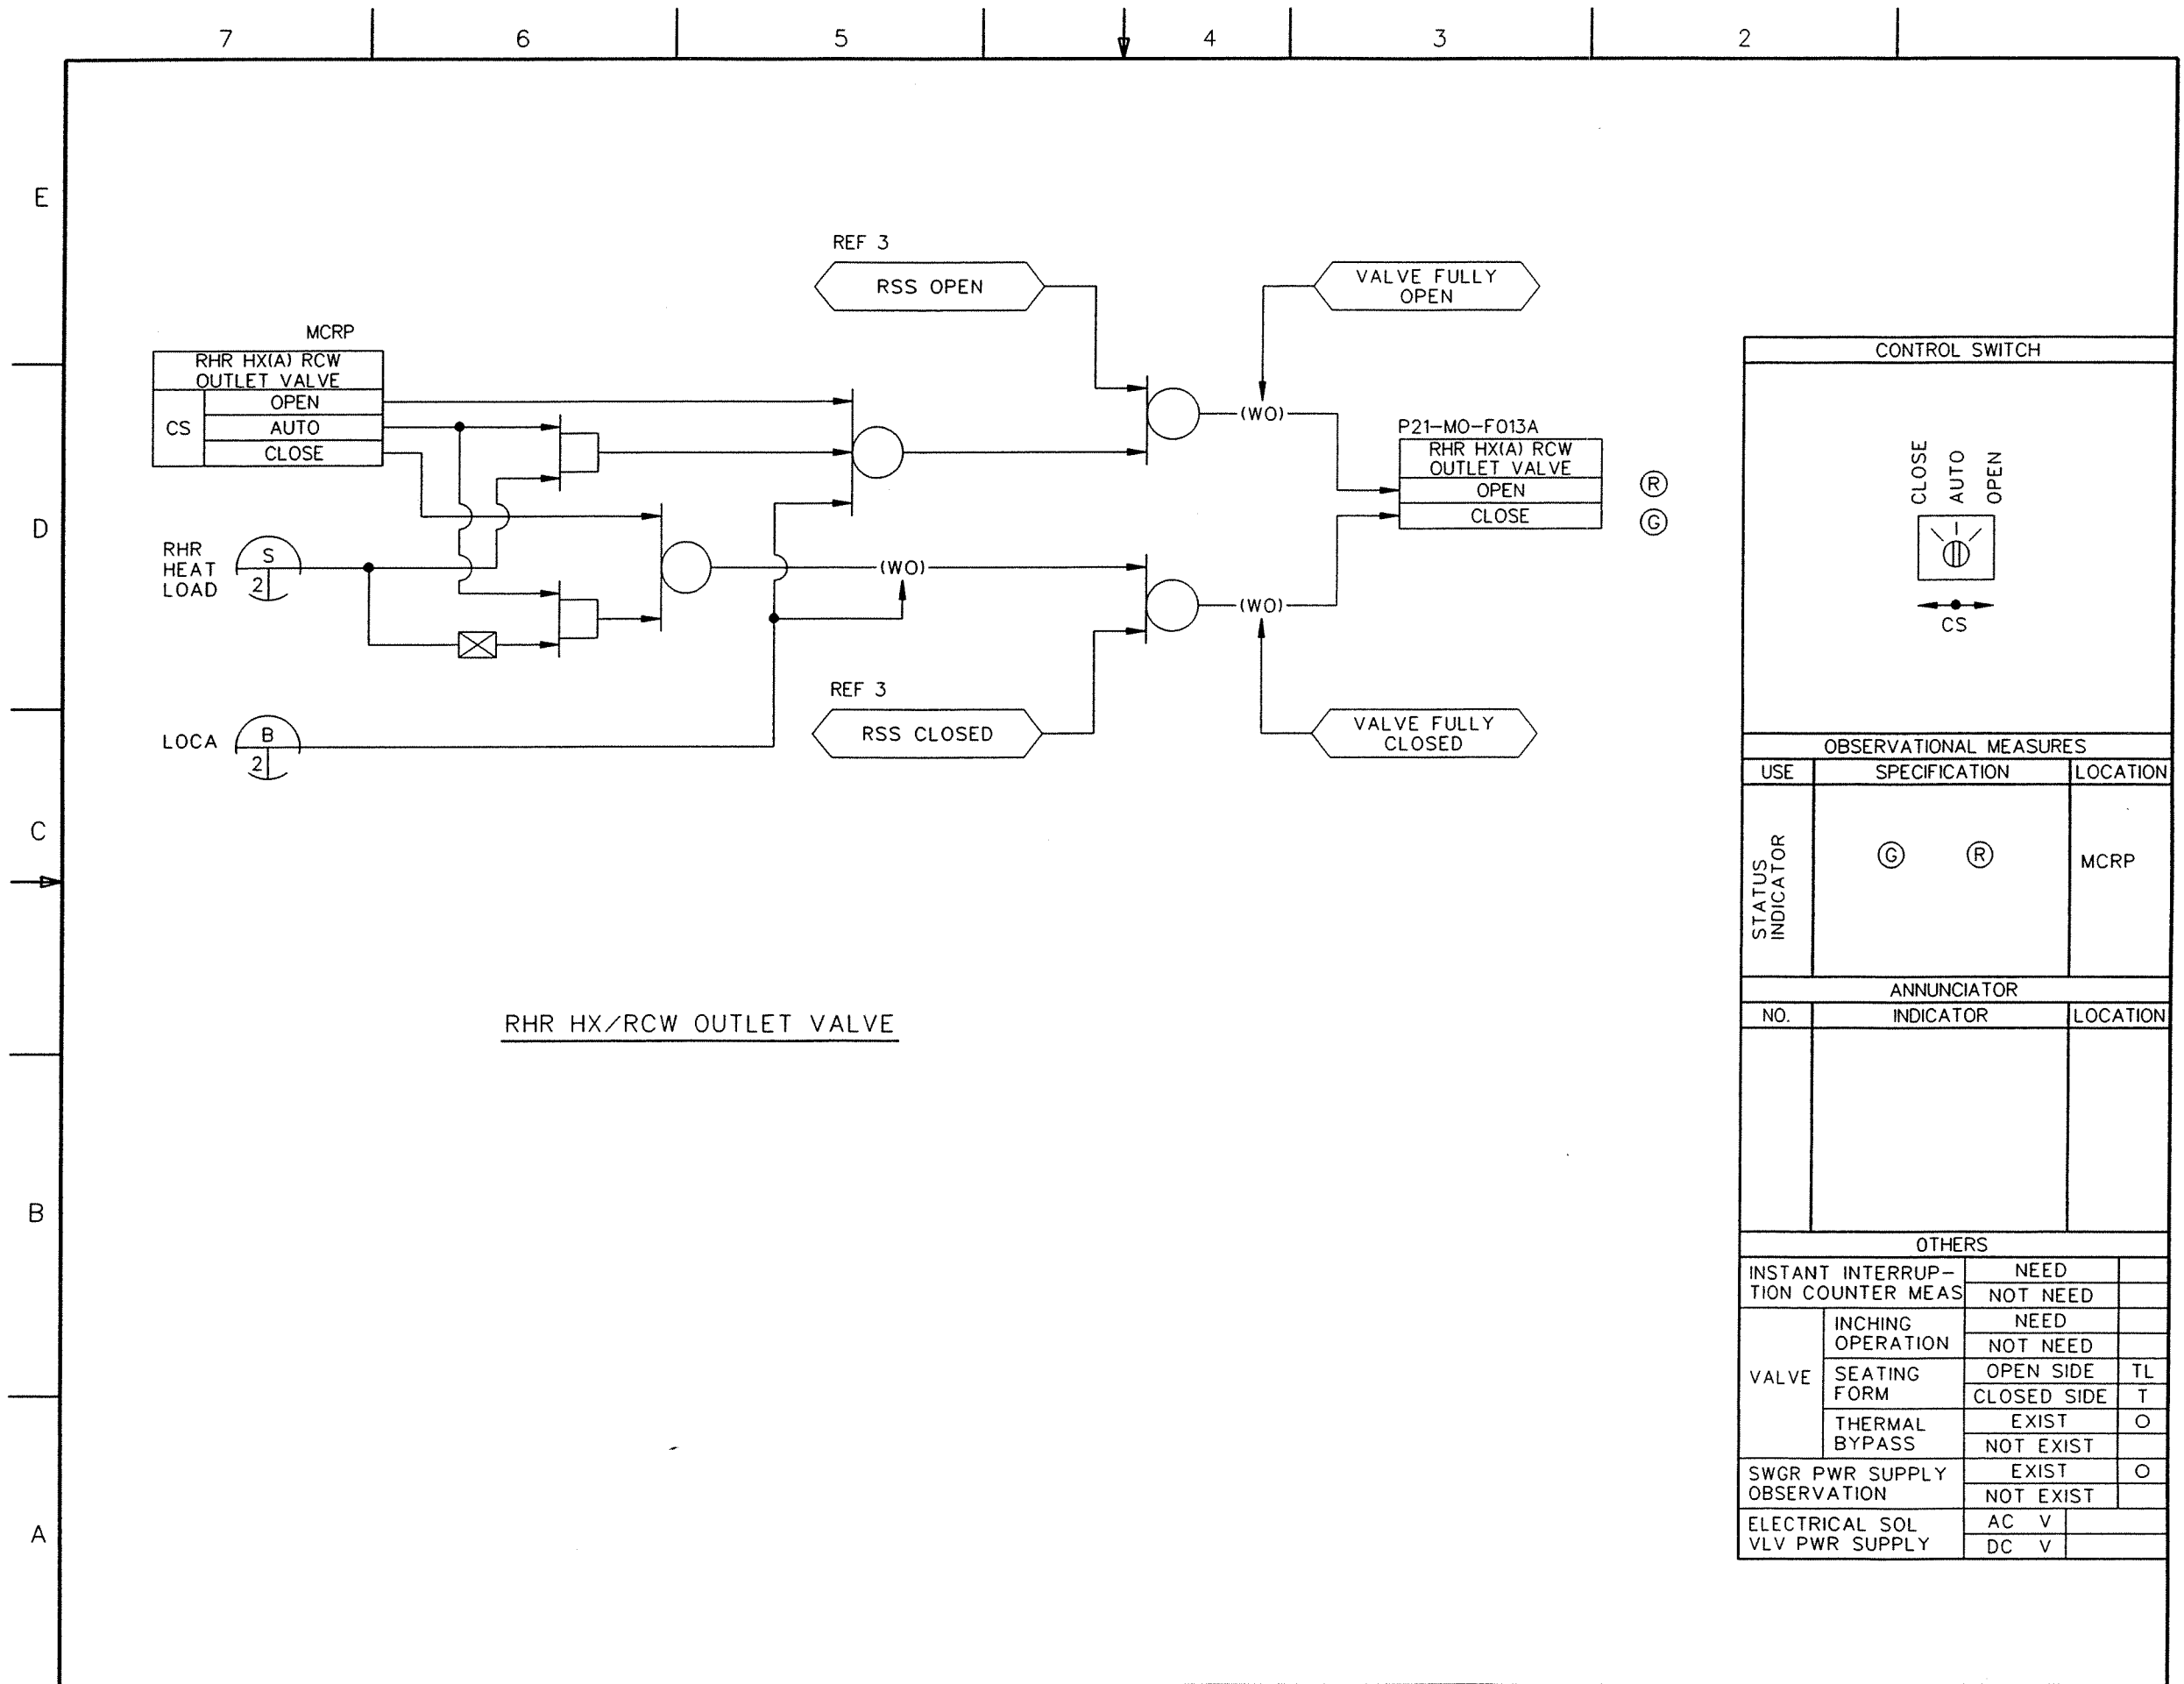 7 6 5 4 3 2
E
D
C
B
A
REF 3
RSS OPEN
VALVE FULLY
OPEN
MCRP
RHR HX(A) RCW
OUTLET VALVE
CS
OPEN
AUTO
CLOSE
(WO)
P21-MO-F013A
RHR HX(A) RCW
OUTLET VALVE
OPEN
CLOSE
R
G
RHR
HEAT
LOAD
S
2
(WO)
(WO)
LOCA
B
2
REF 3
RSS CLOSED
VALVE FULLY
CLOSED
RHR HX/RCW OUTLET VALVE
CONTROL SWITCH
CLOSE
AUTO
OPEN
CS
OBSERVATIONAL MEASURES
USE SPECIFICATION LOCATION
STATUS
INDICATOR
G R
MCRP
ANNUNCIATOR
NO. INDICATOR LOCATION
OTHERS
INSTANT INTERRUP-
TION COUNTER MEAS
NEED
NOT NEED
VALVE
INCHING
OPERATION
NEED
NOT NEED
SEATING
FORM
OPEN SIDE TL
CLOSED SIDE T
THERMAL
BYPASS
EXIST O
NOT EXIST
SWGR PWR SUPPLY
OBSERVATION
EXIST O
NOT EXIST
ELECTRICAL SOL
VLV PWR SUPPLY
AC V
DC V